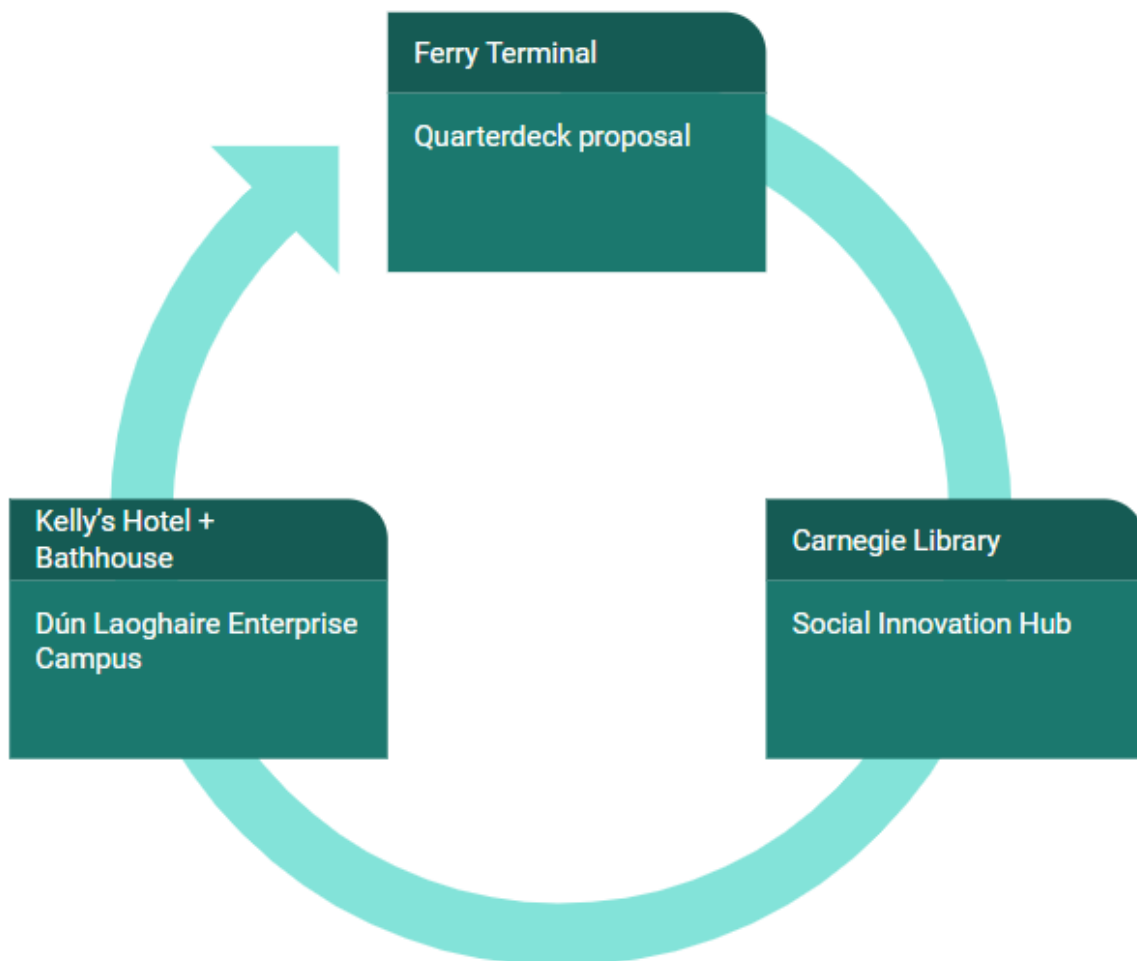 Ferry Terminal
Quarterdeck proposal
Kelly’s Hotel +
Bathhouse
Dún Laoghaire Enterprise
Campus
Carnegie Library
Social Innovation Hub